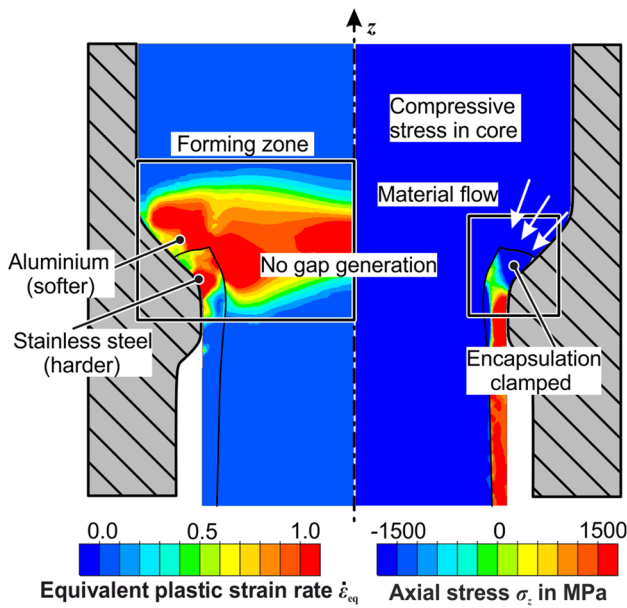 z
Compressive
stress in core
Forming zone
Material flow
Aluminium
(softer)
No gap generation
Stainless steel
(harder)
Encapsulation
clamped
0.0 0.5 1.0
-1500 0 1500
Equivalent plastic strain rate ε̇eq
Axial stress σz in MPa